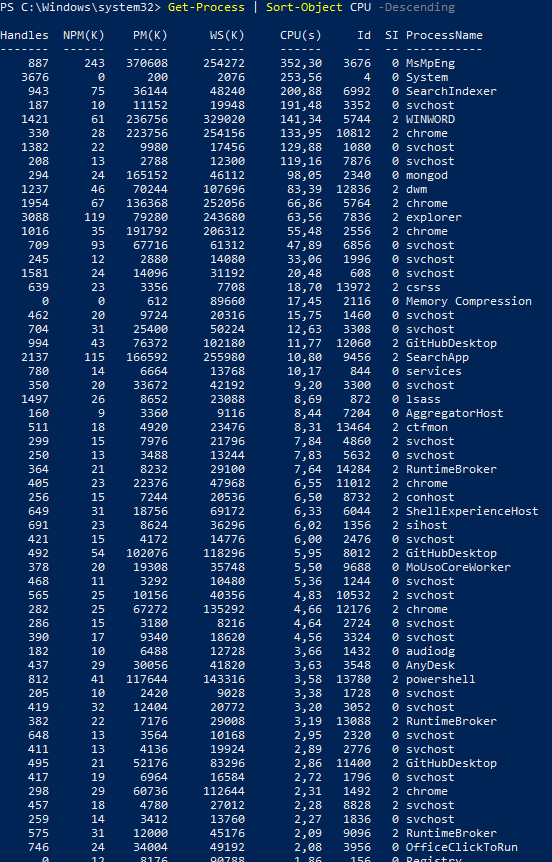 PS C:\Windows\system32> Get-Process | Sort-Object CPU -Descending
Handles NPM(K) PM(K) WS(K) CPU(s) Id SI ProcessName
------- ------ ----- ----- ------ -- -- -----------
887 243 370608 254272 352,30 3676 0 MsMpEng
3676 0 200 2076 253,56 4 0 System
943 75 36144 48240 200,88 6992 0 SearchIndexer
187 10 11152 19948 191,48 3352 0 svchost
1421 61 236756 329020 141,34 5744 2 WINWORD
330 28 223756 254156 133,95 10812 2 chrome
1382 22 9980 17456 129,88 1080 0 svchost
208 13 2788 12300 119,16 7876 0 svchost
294 24 165152 46112 98,05 2340 0 mongod
1237 46 70244 107696 83,39 12836 2 dwm
1954 67 136368 252056 66,86 5764 2 chrome
3088 119 79280 243680 63,56 7836 2 explorer
1016 35 191792 206312 55,48 2556 2 chrome
709 93 67716 61312 47,89 6856 0 svchost
245 12 2880 14080 33,06 1996 0 svchost
1581 24 14096 31192 20,48 608 0 svchost
639 23 3356 7708 18,70 13972 2 csrss
0 0 612 89660 17,45 2116 0 Memory Compression
462 20 9724 20316 15,75 1460 0 svchost
704 31 25400 50224 12,63 3308 0 svchost
994 43 76372 102180 11,77 12060 2 GitHubDesktop
2137 115 166592 255980 10,80 9456 2 SearchApp
780 14 6664 13768 10,17 844 0 services
350 20 33672 42192 9,20 3300 0 svchost
1497 26 8652 23088 8,69 872 0 lsass
160 9 3360 9116 8,44 7204 0 AggregatorHost
511 18 4920 23476 8,31 13464 2 ctfmon
299 15 7976 21796 7,84 4860 2 svchost
250 13 3488 13244 7,83 5632 0 svchost
364 21 8232 29100 7,64 14284 2 RuntimeBroker
405 23 22376 47968 6,55 11012 2 chrome
256 15 7244 20536 6,50 8732 2 conhost
649 31 18756 69172 6,33 6044 2 ShellExperienceHost
691 23 8624 36296 6,02 1356 2 sihost
421 15 4172 14776 6,00 2476 0 svchost
492 54 102076 118296 5,95 8012 2 GitHubDesktop
378 20 19308 35748 5,50 9688 0 MoUsoCoreWorker
468 11 3292 10480 5,36 1244 0 svchost
565 25 10156 40356 4,83 10532 2 svchost
282 25 67272 135292 4,66 12176 2 chrome
286 15 3180 8216 4,64 2724 0 svchost
390 17 9340 18620 4,56 3324 0 svchost
182 10 6488 12728 3,66 1432 0 audiodg
437 29 30056 41820 3,63 3548 0 AnyDesk
812 41 117644 143316 3,58 13780 2 powershell
205 10 2420 9028 3,38 1728 0 svchost
419 32 12404 20772 3,20 3052 0 svchost
382 22 7176 29008 3,19 13088 2 RuntimeBroker
648 13 3564 10168 2,95 2320 0 svchost
411 13 4136 19924 2,89 2776 0 svchost
495 21 52176 83296 2,86 11400 2 GitHubDesktop
417 19 6964 16584 2,72 1796 0 svchost
298 29 60736 112644 2,31 1492 2 chrome
457 18 4780 27012 2,28 8828 2 svchost
259 14 3412 13760 2,27 1836 0 svchost
575 31 12000 45176 2,09 9096 2 RuntimeBroker
746 24 34004 49192 2,08 3956 0 OfficeClickToRun
0 12 8176 90788 1,86 156 0 Registry